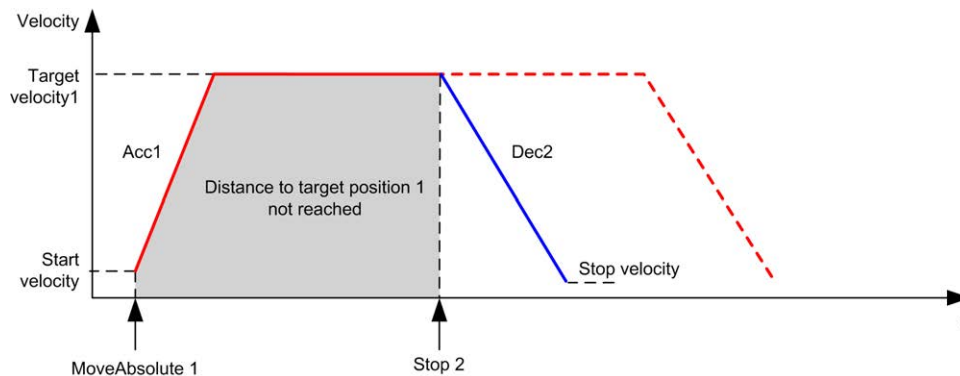 Velocity
Target
velocity1
Acc1
Dec2
Distance to target position 1
not reached
Start
velocity
Stop velocity
MoveAbsolute 1
Stop 2